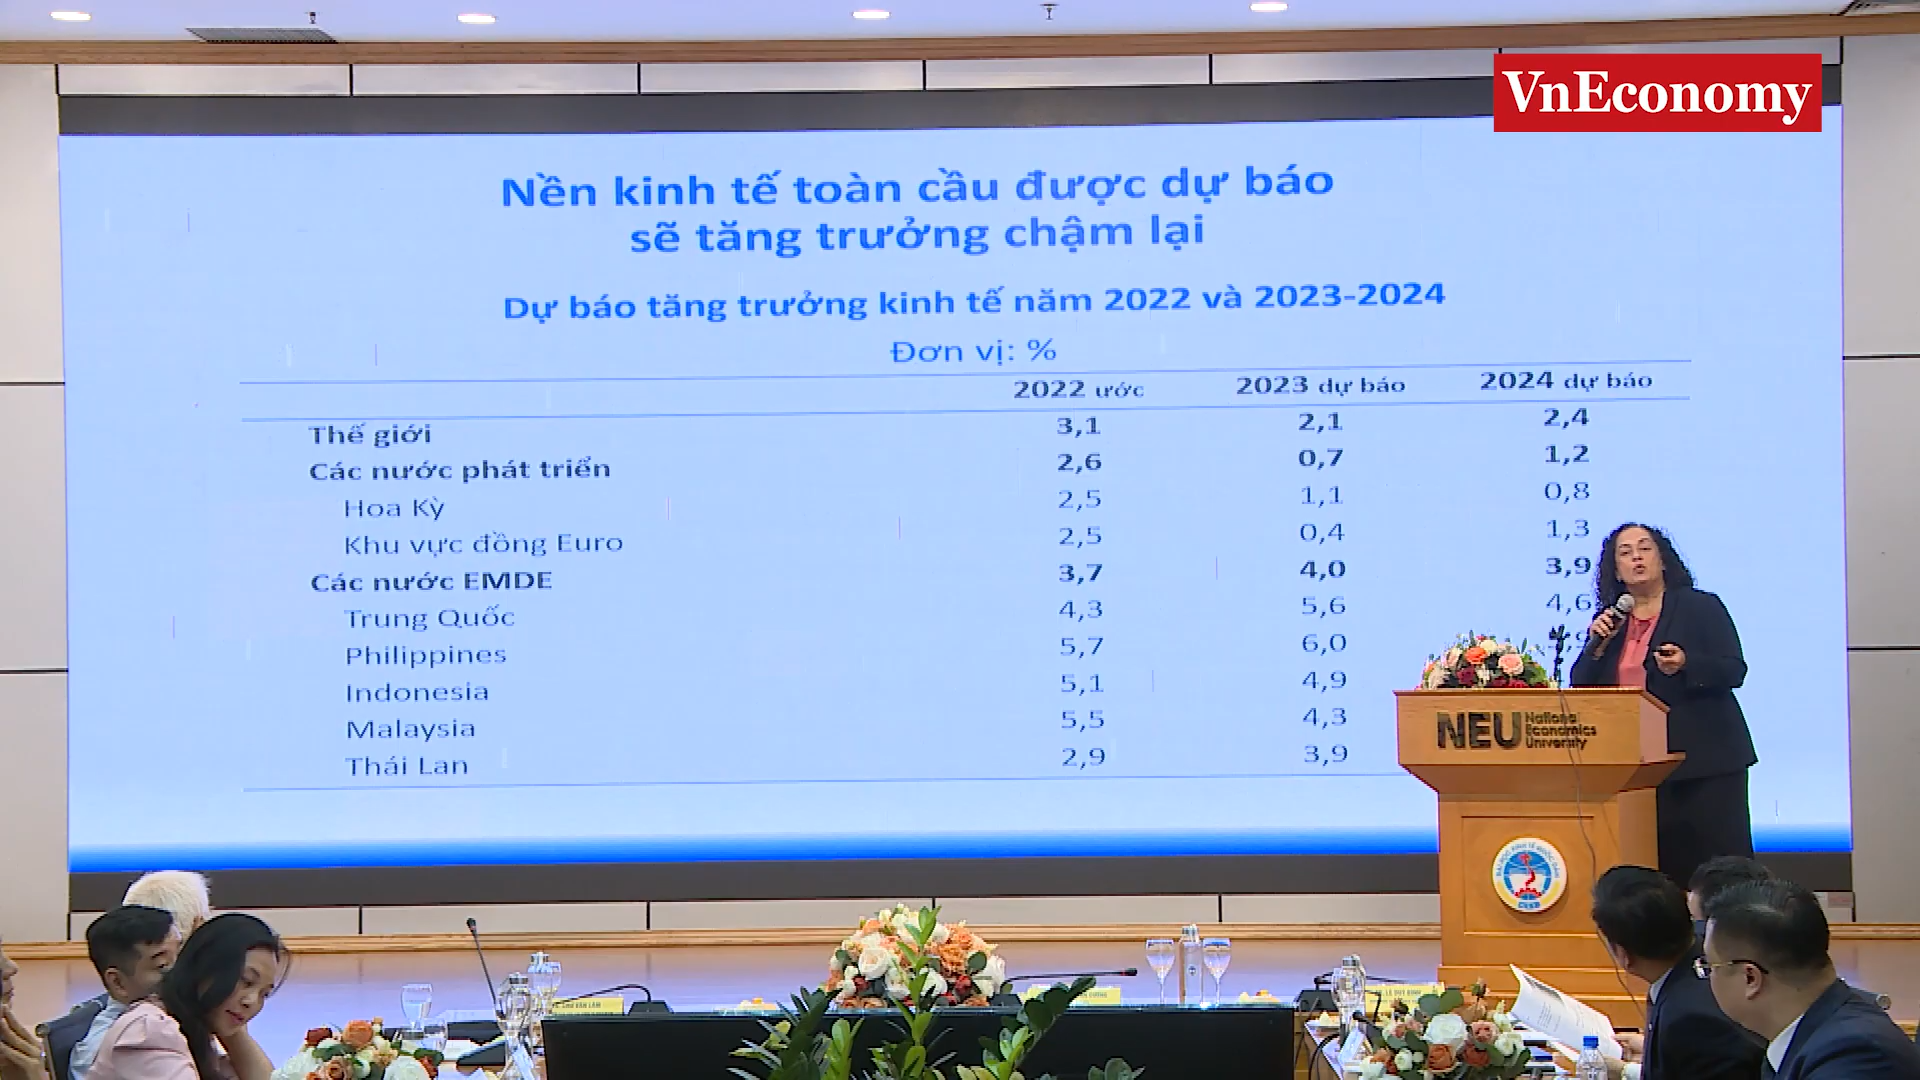 VnEconomy
Nền kinh tế toàn cầu được dự báo
sẽ tăng trưởng chậm lại
Dự báo tăng trưởng kinh tế năm 2022 và 2023-2024
Đơn vị: %
2022 ước 2023 dự báo 2024 dự báo
Thế giới 3,1 2,1 2,4
Các nước phát triển 2,6 0,7 1,2
Hoa Kỳ 2,5 1,1 0,8
Khu vực đồng Euro 2,5 0,4 1,3
Các nước EMDE 3,7 4,0 3,9
Trung Quốc 4,3 5,6 4,6
Philippines 5,7 6,0
Indonesia 5,1 4,9
Malaysia 5,5 4,3
Thái Lan 2,9 3,9
NEU National
Economics
University